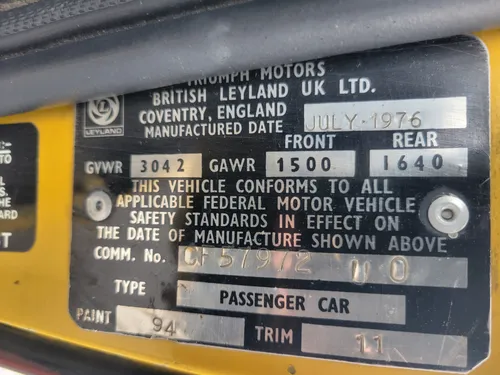 TRIUMPH MOTORS
BRITISH LEYLAND UK LTD.
COVENTRY, ENGLAND
LEYLAND
MANUFACTURED DATE JULY-1976
FRONT REAR
GVWR 3042 GAWR 1500 1640
THIS VEHICLE CONFORMS TO ALL
APPLICABLE FEDERAL MOTOR VEHICLE
SAFETY STANDARDS IN EFFECT ON
THE DATE OF MANUFACTURE SHOWN ABOVE
COMM. No. CF57972 U O
TYPE
PASSENGER CAR
PAINT 94 TRIM 11